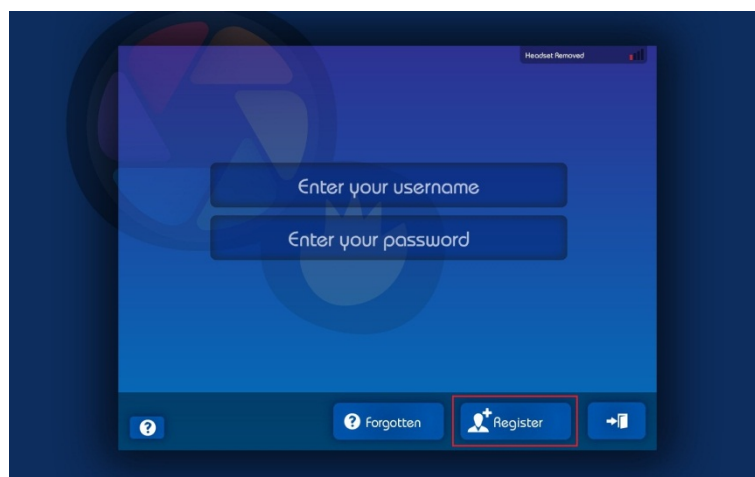 Headset Removed
Enter your username
Enter your password
? 
? Forgotten
Register